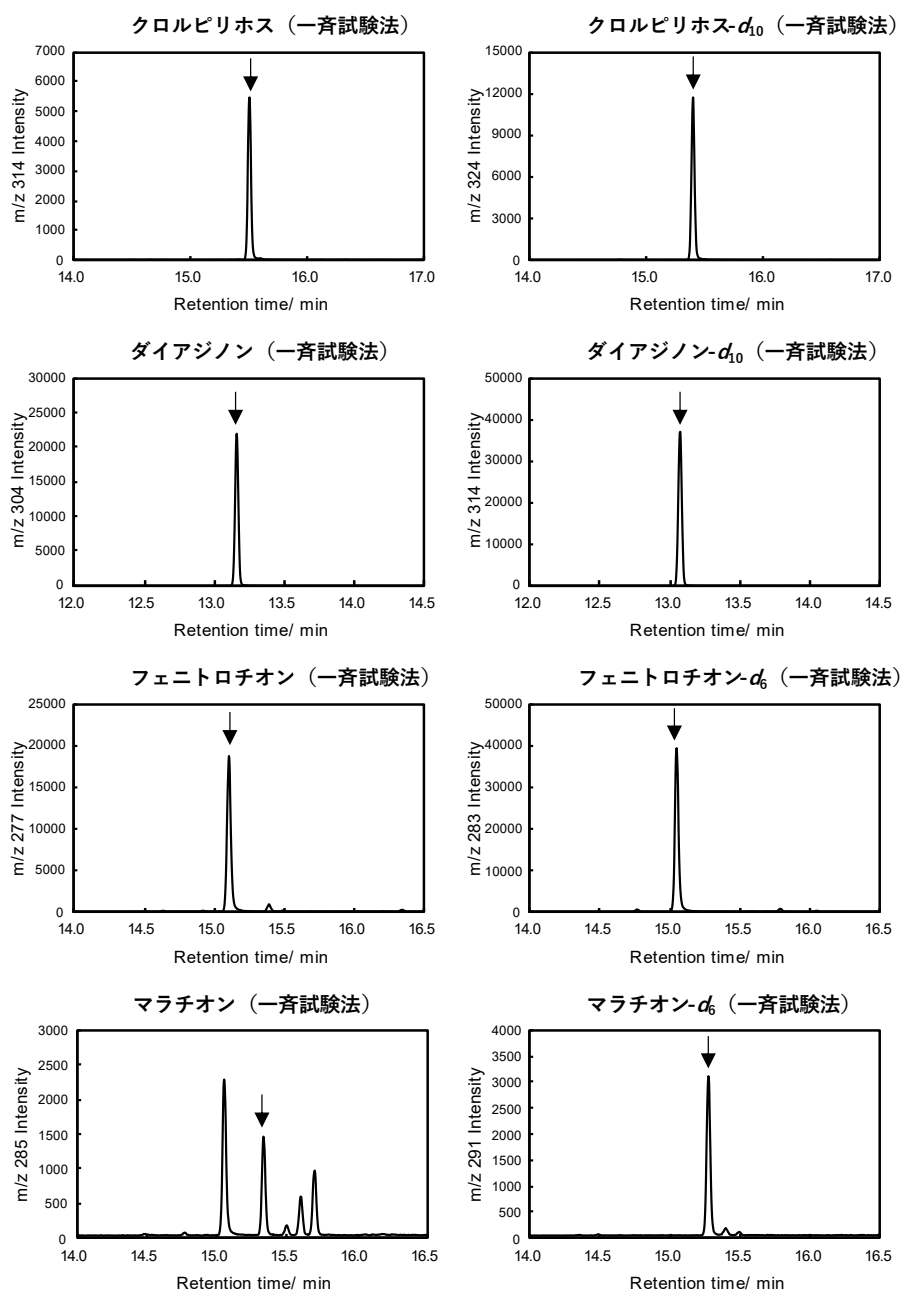 クロルピリホス（一斉試験法）
7000
6000
5000
4000
3000
2000
1000
0
m/z 314 Intensity
14.0 15.0 16.0 17.0
Retention time/ min
クロルピリホス-d10（一斉試験法）
15000
12000
9000
6000
3000
0
m/z 324 Intensity
14.0 15.0 16.0 17.0
Retention time/ min
ダイアジノン（一斉試験法）
30000
25000
20000
15000
10000
5000
0
m/z 304 Intensity
12.0 12.5 13.0 13.5 14.0 14.5
Retention time/ min
ダイアジノン-d10（一斉試験法）
50000
40000
30000
20000
10000
0
m/z 314 Intensity
12.0 12.5 13.0 13.5 14.0 14.5
Retention time/ min
フェニトロチオン（一斉試験法）
25000
20000
15000
10000
5000
0
m/z 277 Intensity
14.0 14.5 15.0 15.5 16.0 16.5
Retention time/ min
フェニトロチオン-d6（一斉試験法）
50000
40000
30000
20000
10000
0
m/z 283 Intensity
14.0 14.5 15.0 15.5 16.0 16.5
Retention time/ min
マラチオン（一斉試験法）
3000
2500
2000
1500
1000
500
0
m/z 285 Intensity
14.0 14.5 15.0 15.5 16.0 16.5
Retention time/ min
マラチオン-d6（一斉試験法）
4000
3500
3000
2500
2000
1500
1000
500
0
m/z 291 Intensity
14.0 14.5 15.0 15.5 16.0 16.5
Retention time/ min